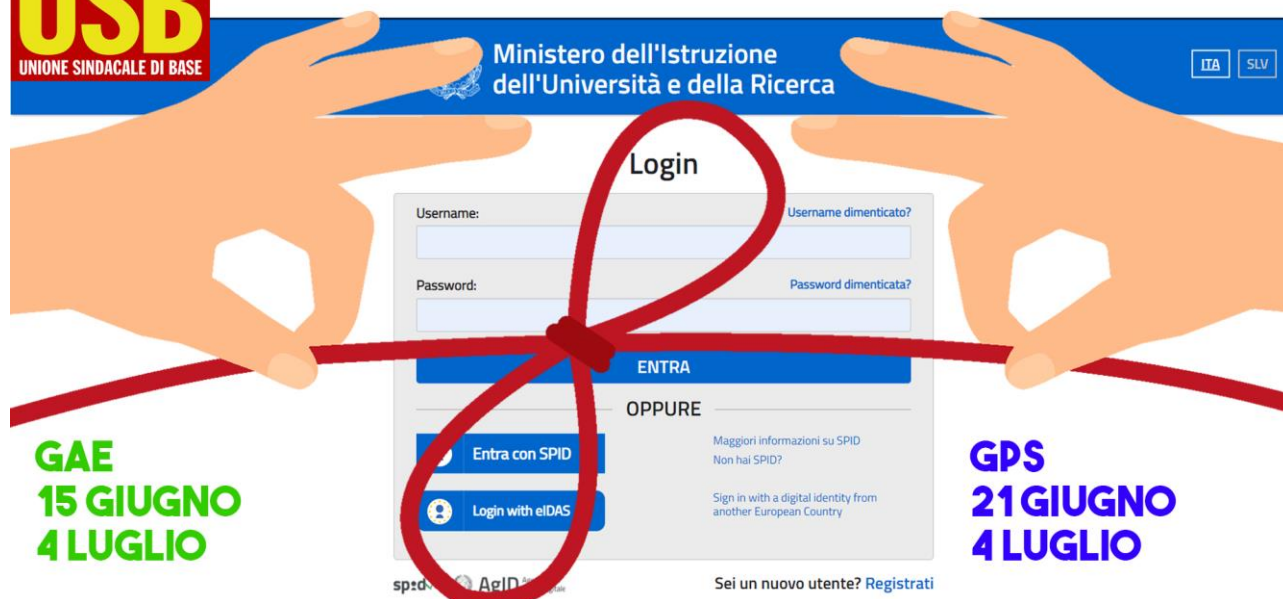 USB
UNIONE SINDACALE DI BASE
Ministero dell'Istruzione
dell'Università e della Ricerca
ITA SLV
Login
Username: Username dimenticato?
Password: Password dimenticata?
ENTRA
OPPURE
Entra con SPID
Maggiori informazioni su SPID
Non hai SPID?
Login with eIDAS
Sign in with a digital identity from
another European Country
GAE
15 GIUGNO
4 LUGLIO
GPS
21 GIUGNO
4 LUGLIO
AgID
Sei un nuovo utente? Registrati